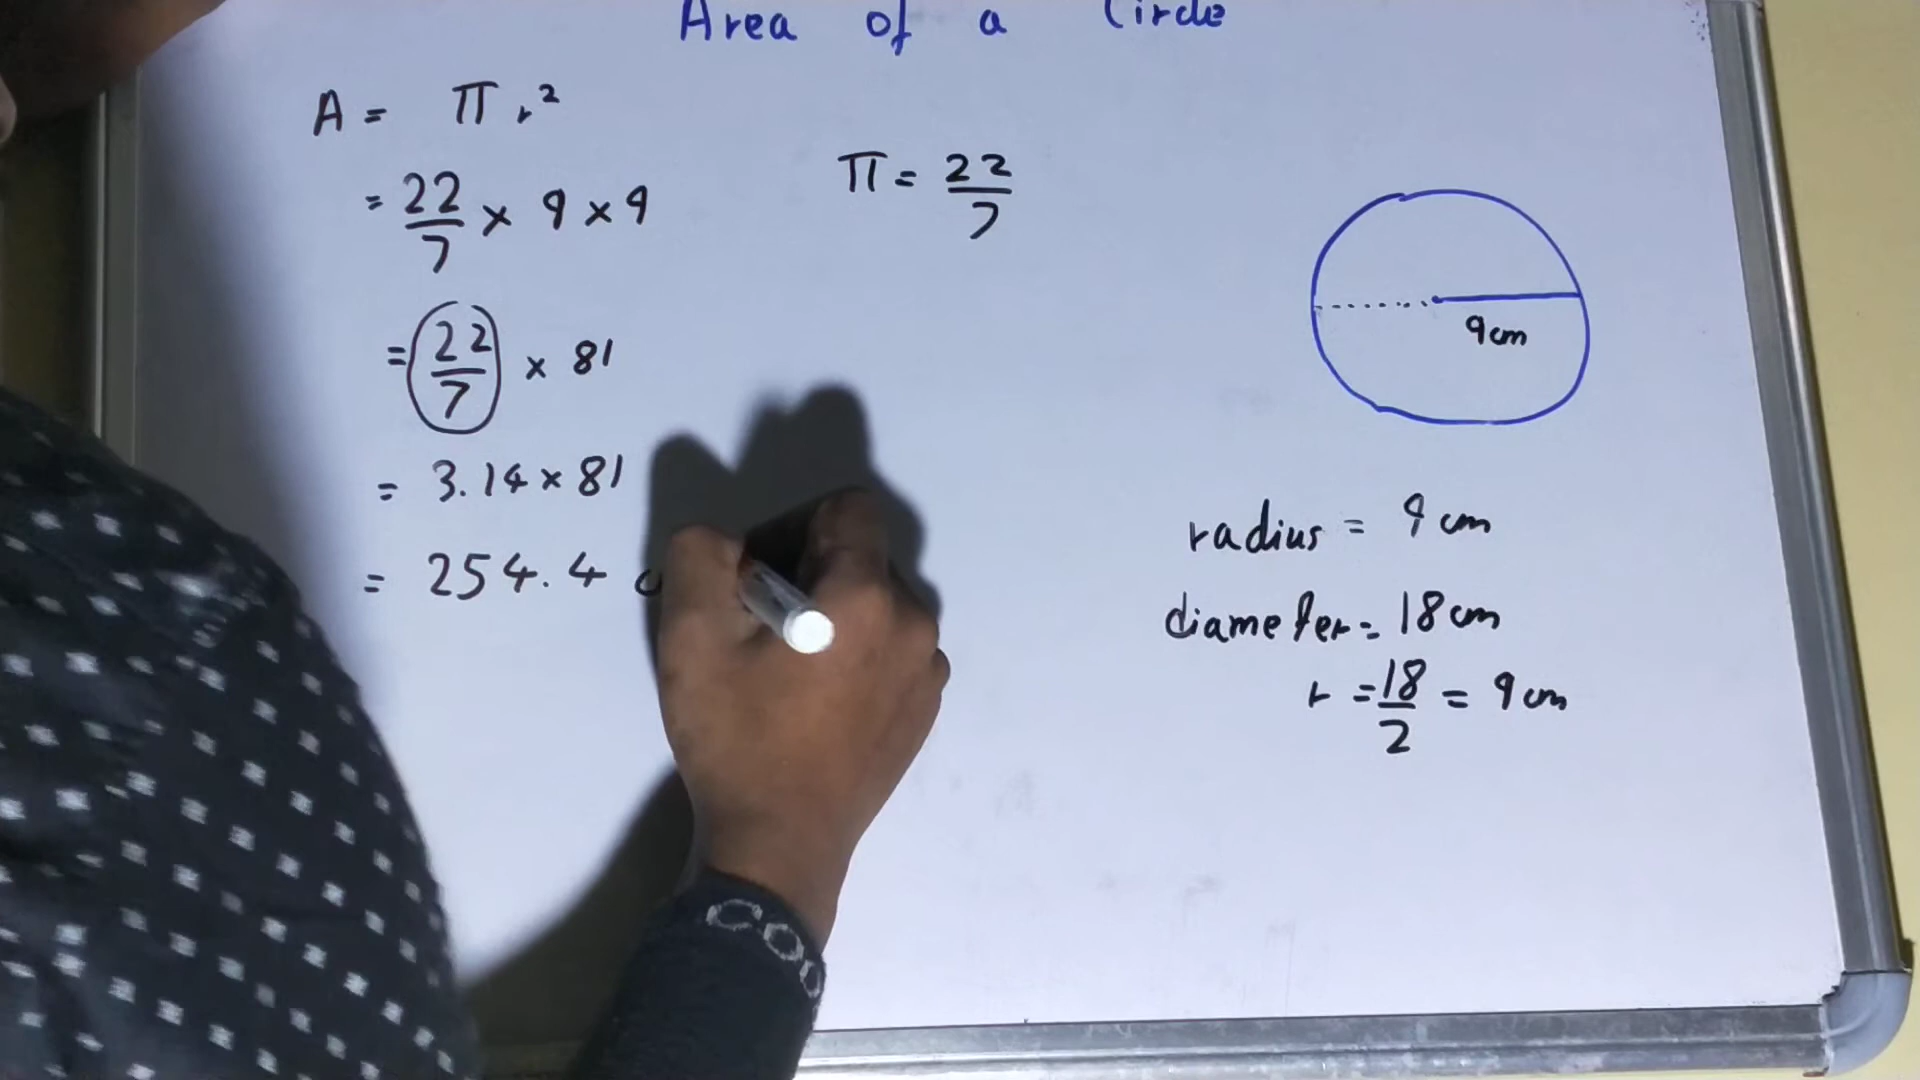 Area of a Circle
A = π r²
= 22/7 × 9 × 9
π = 22/7
= 22/7 × 81
= 3.14 × 81
= 254.4
9cm
radius = 9 cm
diameter = 18 cm
r = 18/2 = 9 cm